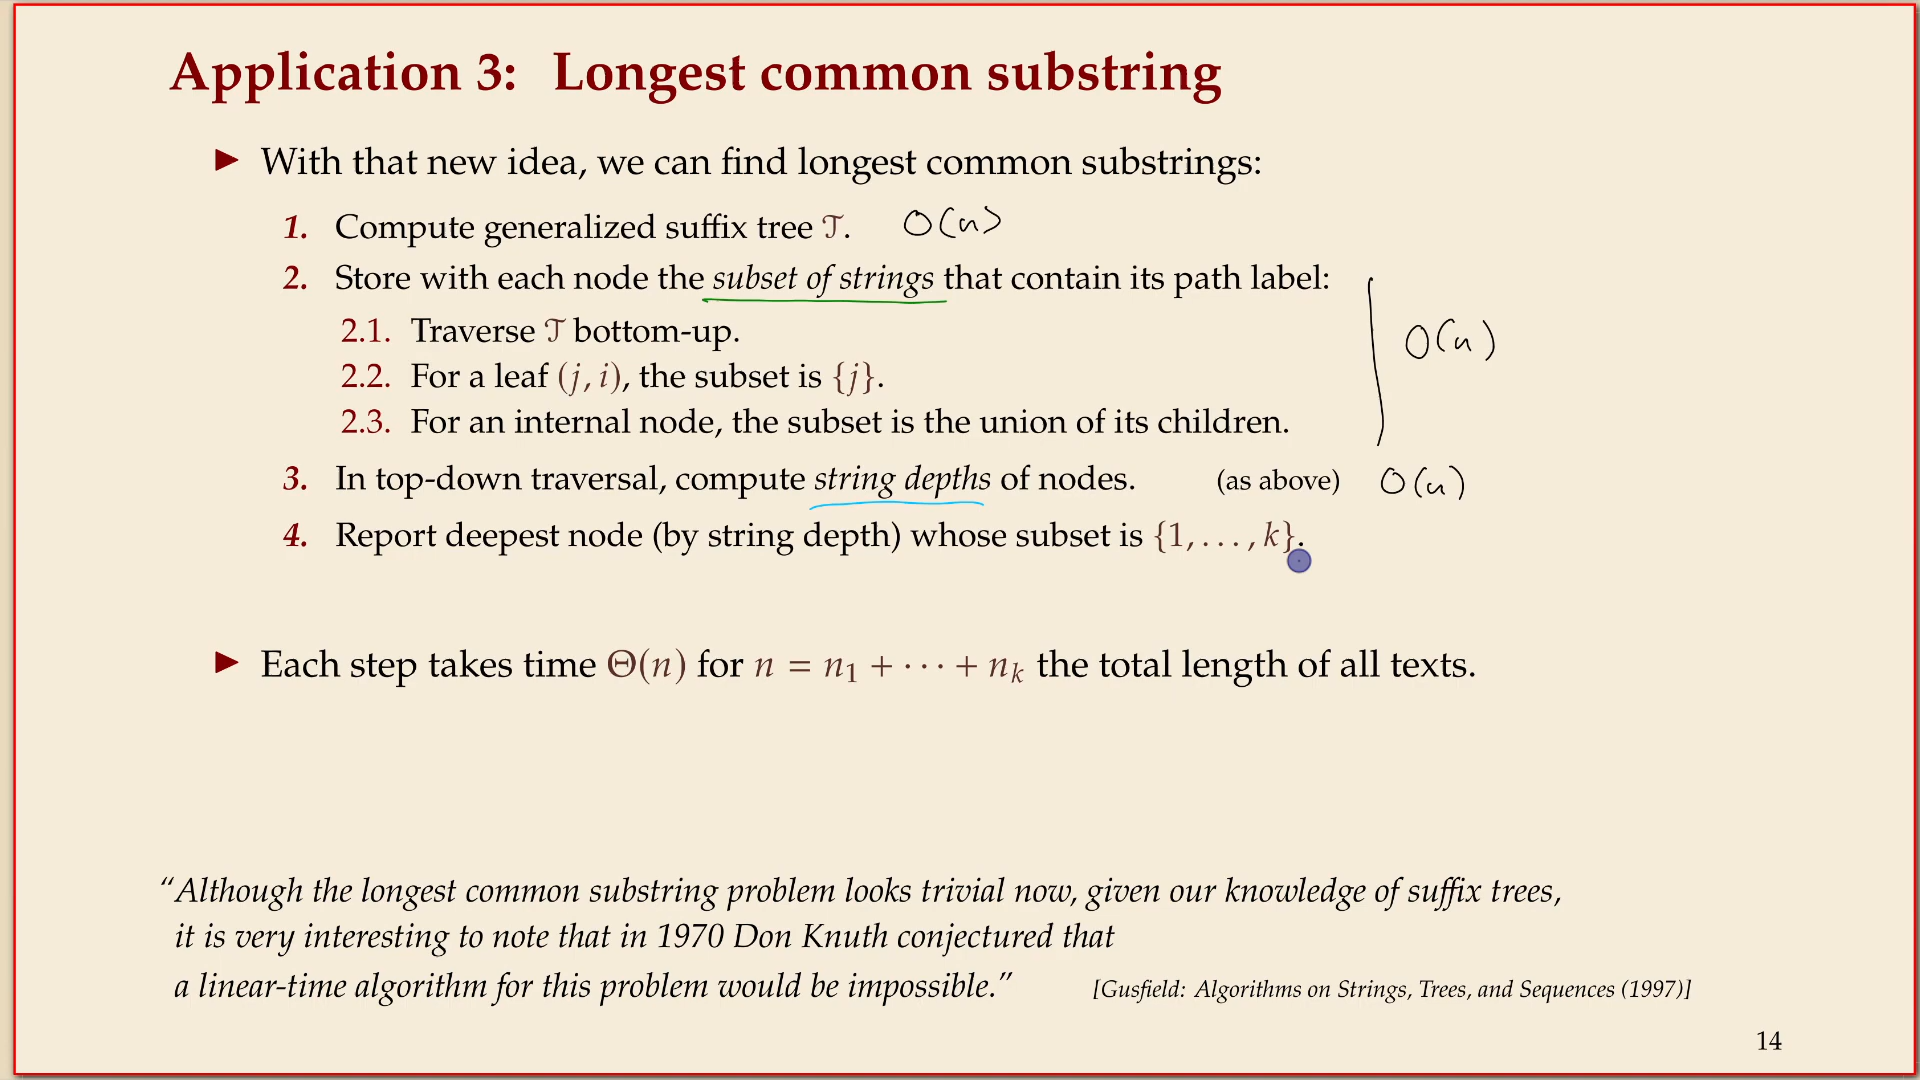 Application 3: Longest common substring
▶ With that new idea, we can find longest common substrings:
1. Compute generalized suffix tree 𝒯. O(n)
2. Store with each node the subset of strings that contain its path label:
2.1. Traverse 𝒯 bottom-up.
O(n)
2.2. For a leaf (j, i), the subset is {j}.
2.3. For an internal node, the subset is the union of its children.
3. In top-down traversal, compute string depths of nodes. (as above) O(n)
4. Report deepest node (by string depth) whose subset is {1, . . . , k}.
▶ Each step takes time Θ(n) for n = n₁ + · · · + nₖ the total length of all texts.
“Although the longest common substring problem looks trivial now, given our knowledge of suffix trees,
it is very interesting to note that in 1970 Don Knuth conjectured that
a linear-time algorithm for this problem would be impossible.” [Gusfield: Algorithms on Strings, Trees, and Sequences (1997)]
14